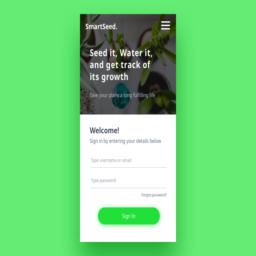 SmartSeed.
Seed it, Water it,
and get track of
its growth
Take your plants a long fulfilling life
Welcome!
Sign in by entering your details below
Type username or email
Type password
Forgot password?
Sign In